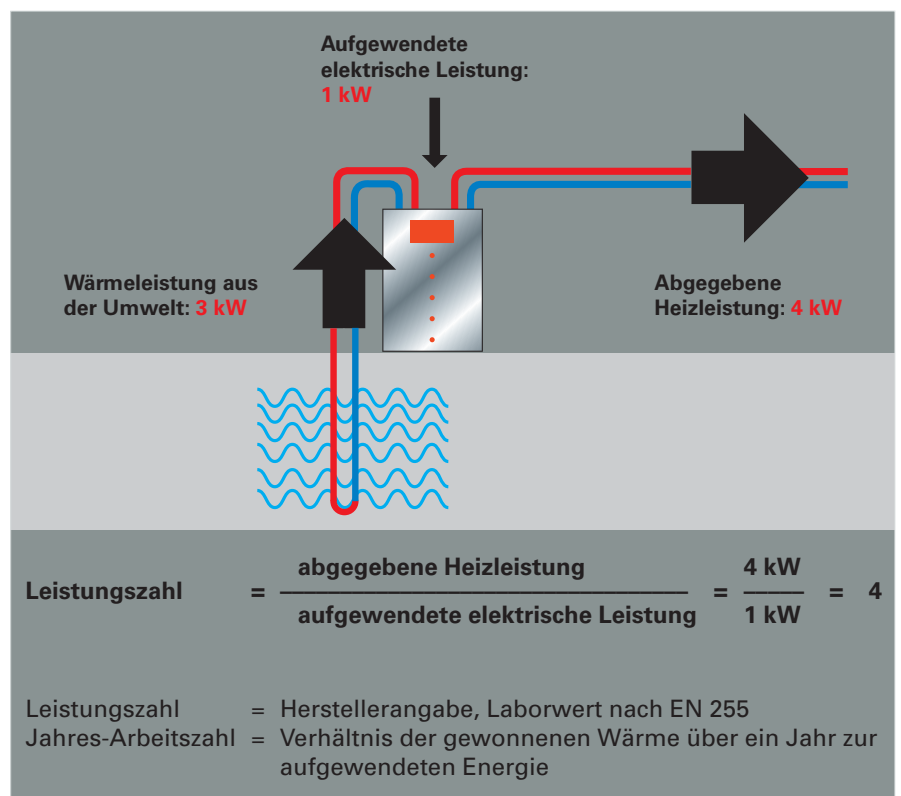 Aufgewendete
elektrische Leistung:
1 kW
Wärmeleistung aus
der Umwelt: 3 kW
Abgegebene
Heizleistung: 4 kW
Leistungszahl = abgegebene Heizleistung / aufgewendete elektrische Leistung = 4 kW / 1 kW = 4
Leistungszahl = Herstellerangabe, Laborwert nach EN 255
Jahres-Arbeitszahl = Verhältnis der gewonnenen Wärme über ein Jahr zur
aufgewendeten Energie